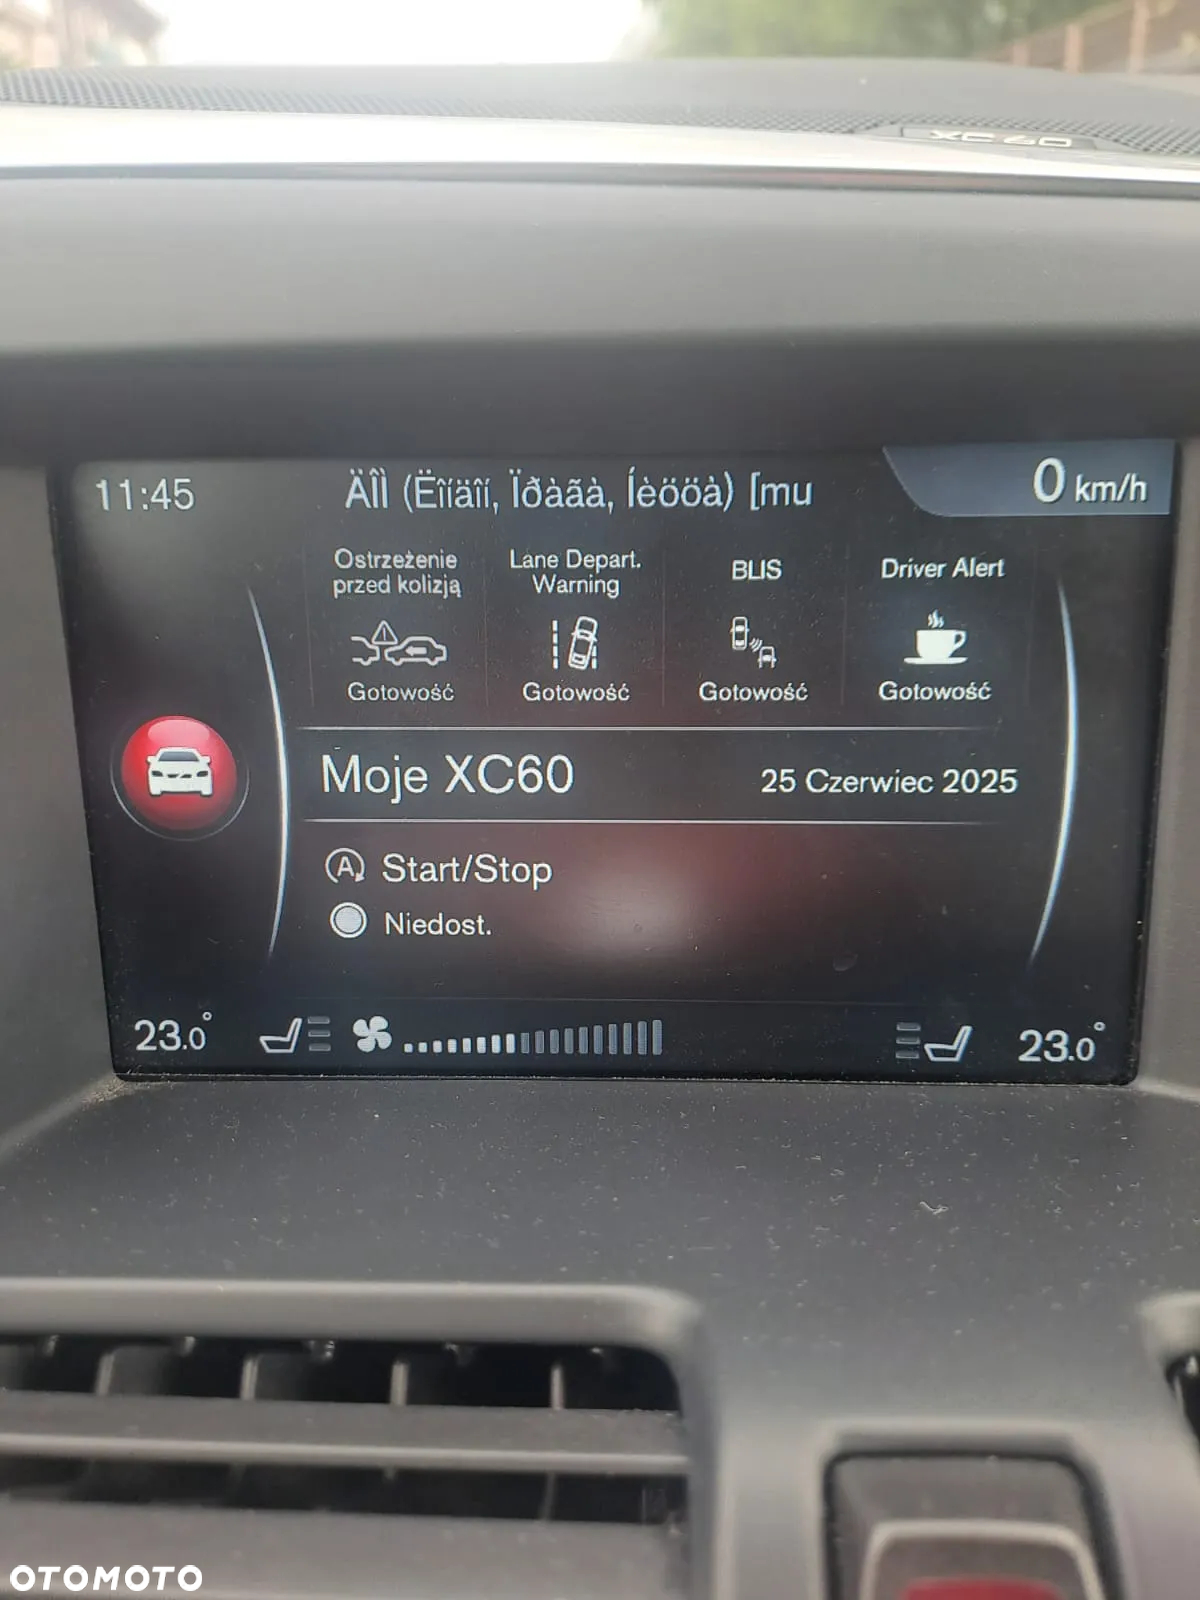 XC60
11:45
ÄÎÌ (Ëîíäîí, Ïðàãà, Íèööà) [mu
0 km/h
Ostrzeżenie
przed kolizją
Gotowość
Lane Depart.
Warning
Gotowość
BLIS
Gotowość
Driver Alert
Gotowość
Moje XC60
25 Czerwiec 2025
A Start/Stop
Niedost.
23.0°
23.0°
OTOMOTO